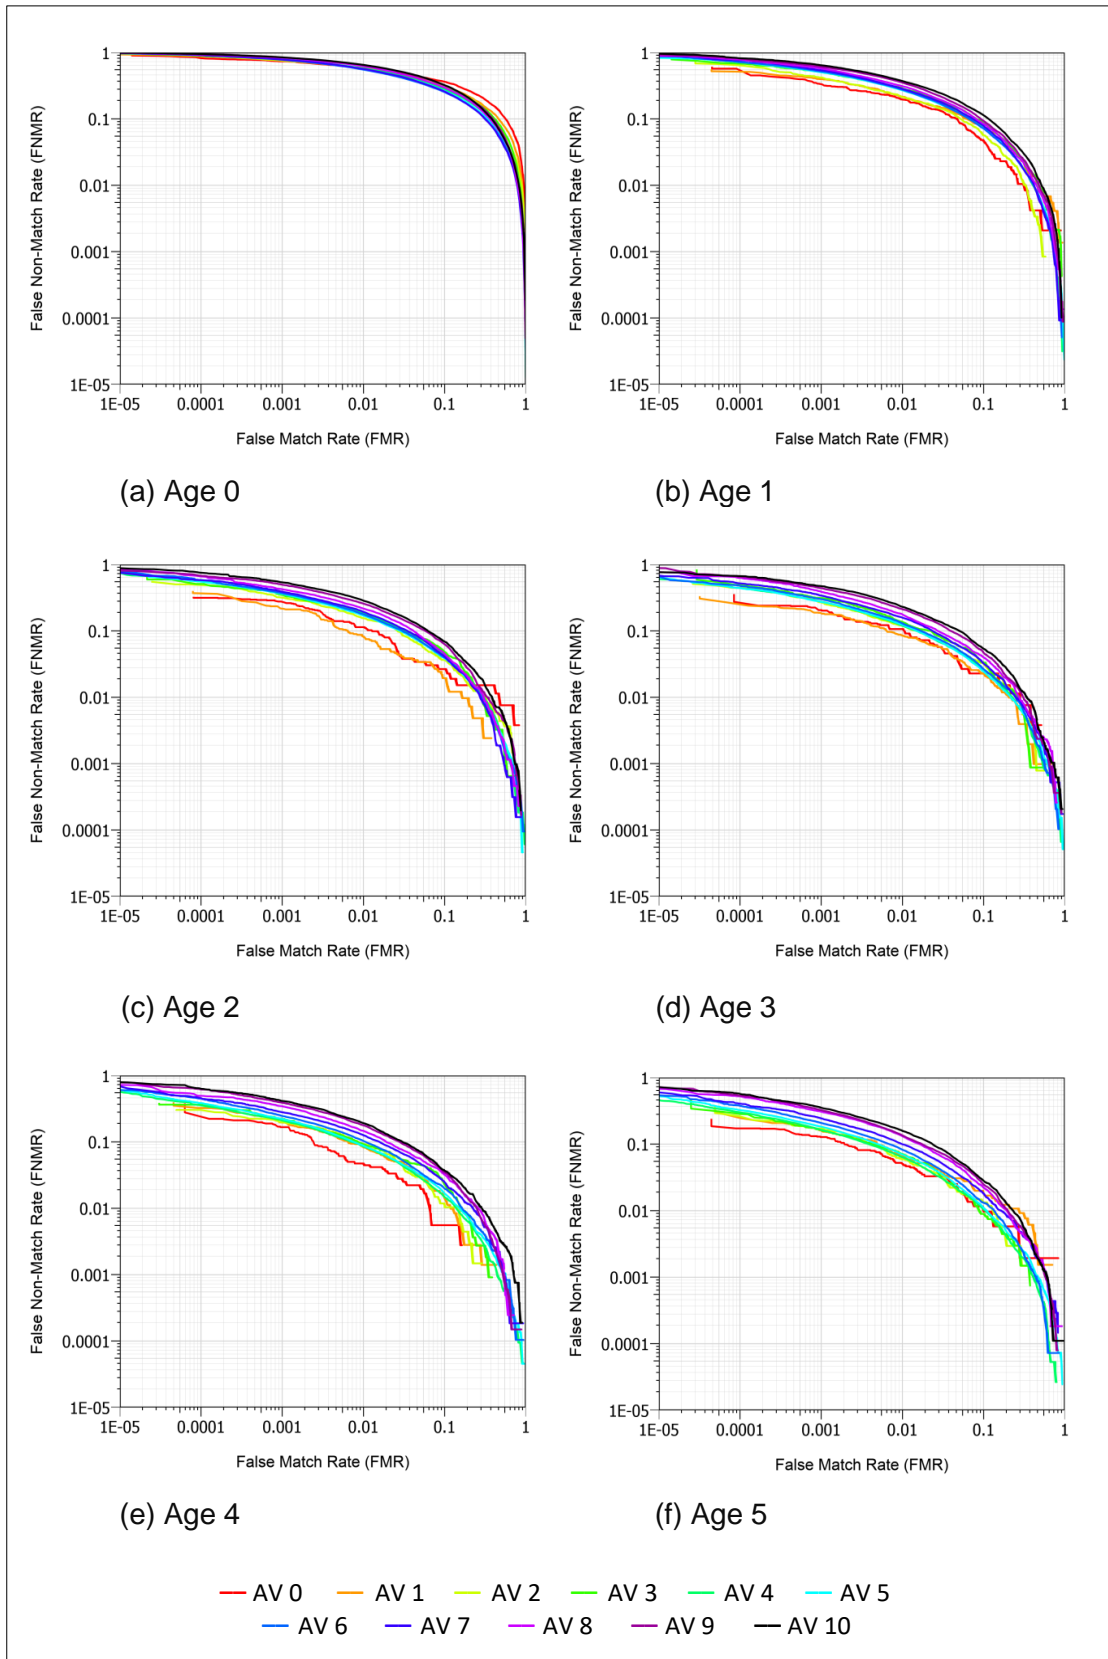 1 1
0.1 0.1
0.01 0.01
0.001 0.001
0.0001 0.0001
1E-05 1E-05
False Non-Match Rate (FNMR) False Non-Match Rate (FNMR)
1E-05 0.0001 0.001 0.01 0.1 1 1E-05 0.0001 0.001 0.01 0.1 1
False Match Rate (FMR) False Match Rate (FMR)
(a) Age 0 (b) Age 1
1 1
0.1 0.1
0.01 0.01
0.001 0.001
0.0001 0.0001
1E-05 1E-05
False Non-Match Rate (FNMR) False Non-Match Rate (FNMR)
1E-05 0.0001 0.001 0.01 0.1 1 1E-05 0.0001 0.001 0.01 0.1 1
False Match Rate (FMR) False Match Rate (FMR)
(c) Age 2 (d) Age 3
1 1
0.1 0.1
0.01 0.01
0.001 0.001
0.0001 0.0001
1E-05 1E-05
False Non-Match Rate (FNMR) False Non-Match Rate (FNMR)
1E-05 0.0001 0.001 0.01 0.1 1 1E-05 0.0001 0.001 0.01 0.1 1
False Match Rate (FMR) False Match Rate (FMR)
(e) Age 4 (f) Age 5
AV 0 AV 1 AV 2 AV 3 AV 4 AV 5
AV 6 AV 7 AV 8 AV 9 AV 10